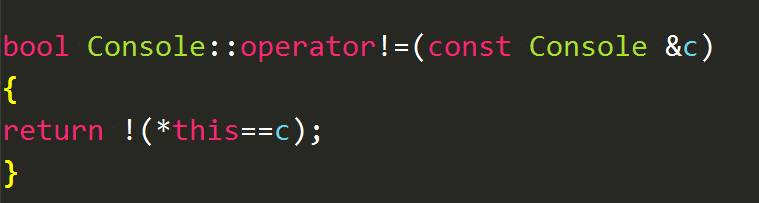 bool Console::operator!=(const Console &c)
{
return !(*this==c);
}